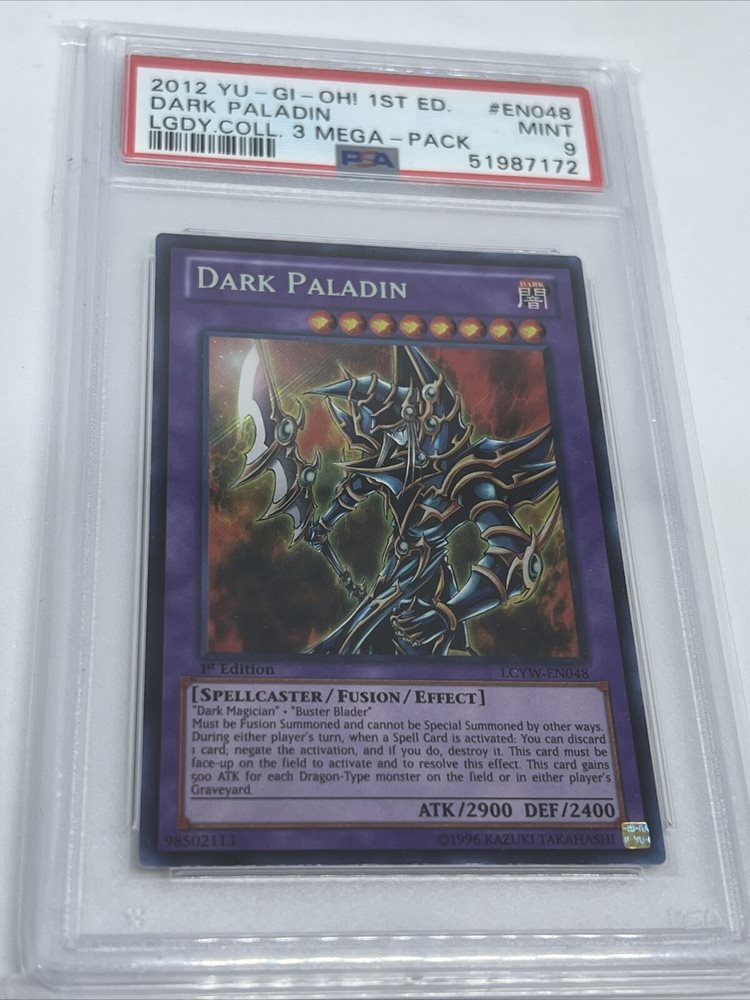 2012 YU-GI-OH! 1ST ED. #EN048
DARK PALADIN MINT
LGDY.COLL. 3 MEGA-PACK 9
PSA 51987172
DARK PALADIN
DARK
闇
1st Edition LCYW-EN048
[SPELLCASTER/FUSION/EFFECT]
"Dark Magician" + "Buster Blader"
Must be Fusion Summoned and cannot be Special Summoned by other ways.
During either player's turn, when a Spell Card is activated: You can discard
1 card; negate the activation, and if you do, destroy it. This card must be
face-up on the field to activate and to resolve this effect. This card gains
500 ATK for each Dragon-Type monster on the field or in either player's
Graveyard.
ATK/2900 DEF/2400
98502113 ©1996 KAZUKI TAKAHASHI